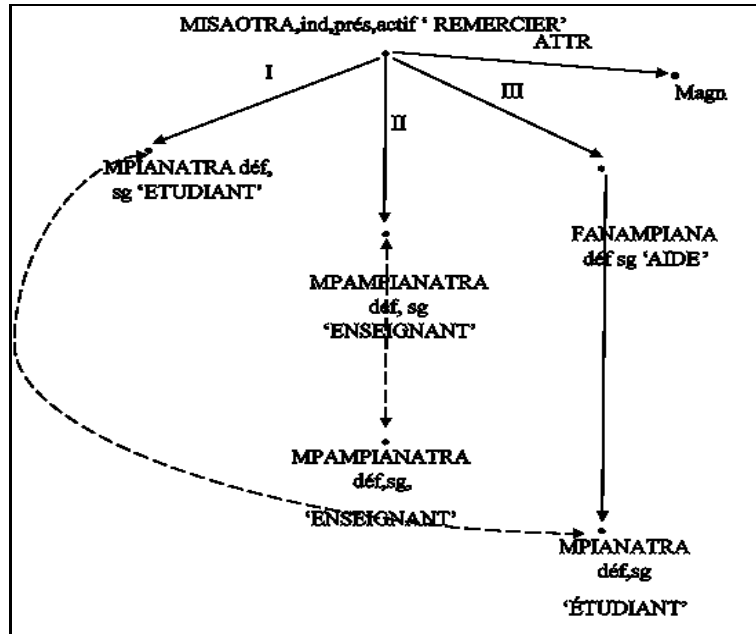 MISAOTRA,ind,prés,actif ‘ REMERCIER’
ATTR
I
II
III
Magn
MPIANATRA déf,
sg ‘ETUDIANT’
FANAMPIANA
déf sg ‘AIDE’
MPAMPIANATRA
déf, sg
‘ENSEIGNANT’
MPAMPIANATRA
déf,sg,
‘ENSEIGNANT’
MPIANATRA
déf,sg
‘ÉTUDIANT’